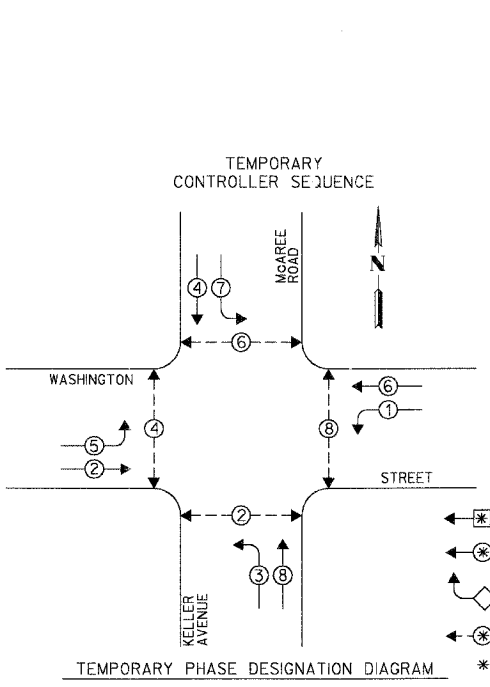 TEMPORARY
CONTROLLER SEQUENCE
McAREE
ROAD
N
4 7
6
WASHINGTON
6
1
5
4
8
2
STREET
2
3 8
KELLER
AVENUE
*
*
*
*
TEMPORARY PHASE DESIGNATION DIAGRAM